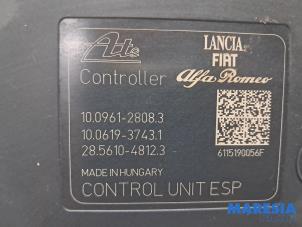 Ate
LANCIA
FIAT
Alfa Romeo
Controller
10.0961-2808.3
10.0619-3743.1
28.5610-4812.3
6115190056F
MADE IN HUNGARY
CONTROL UNIT ESP
MARESIA